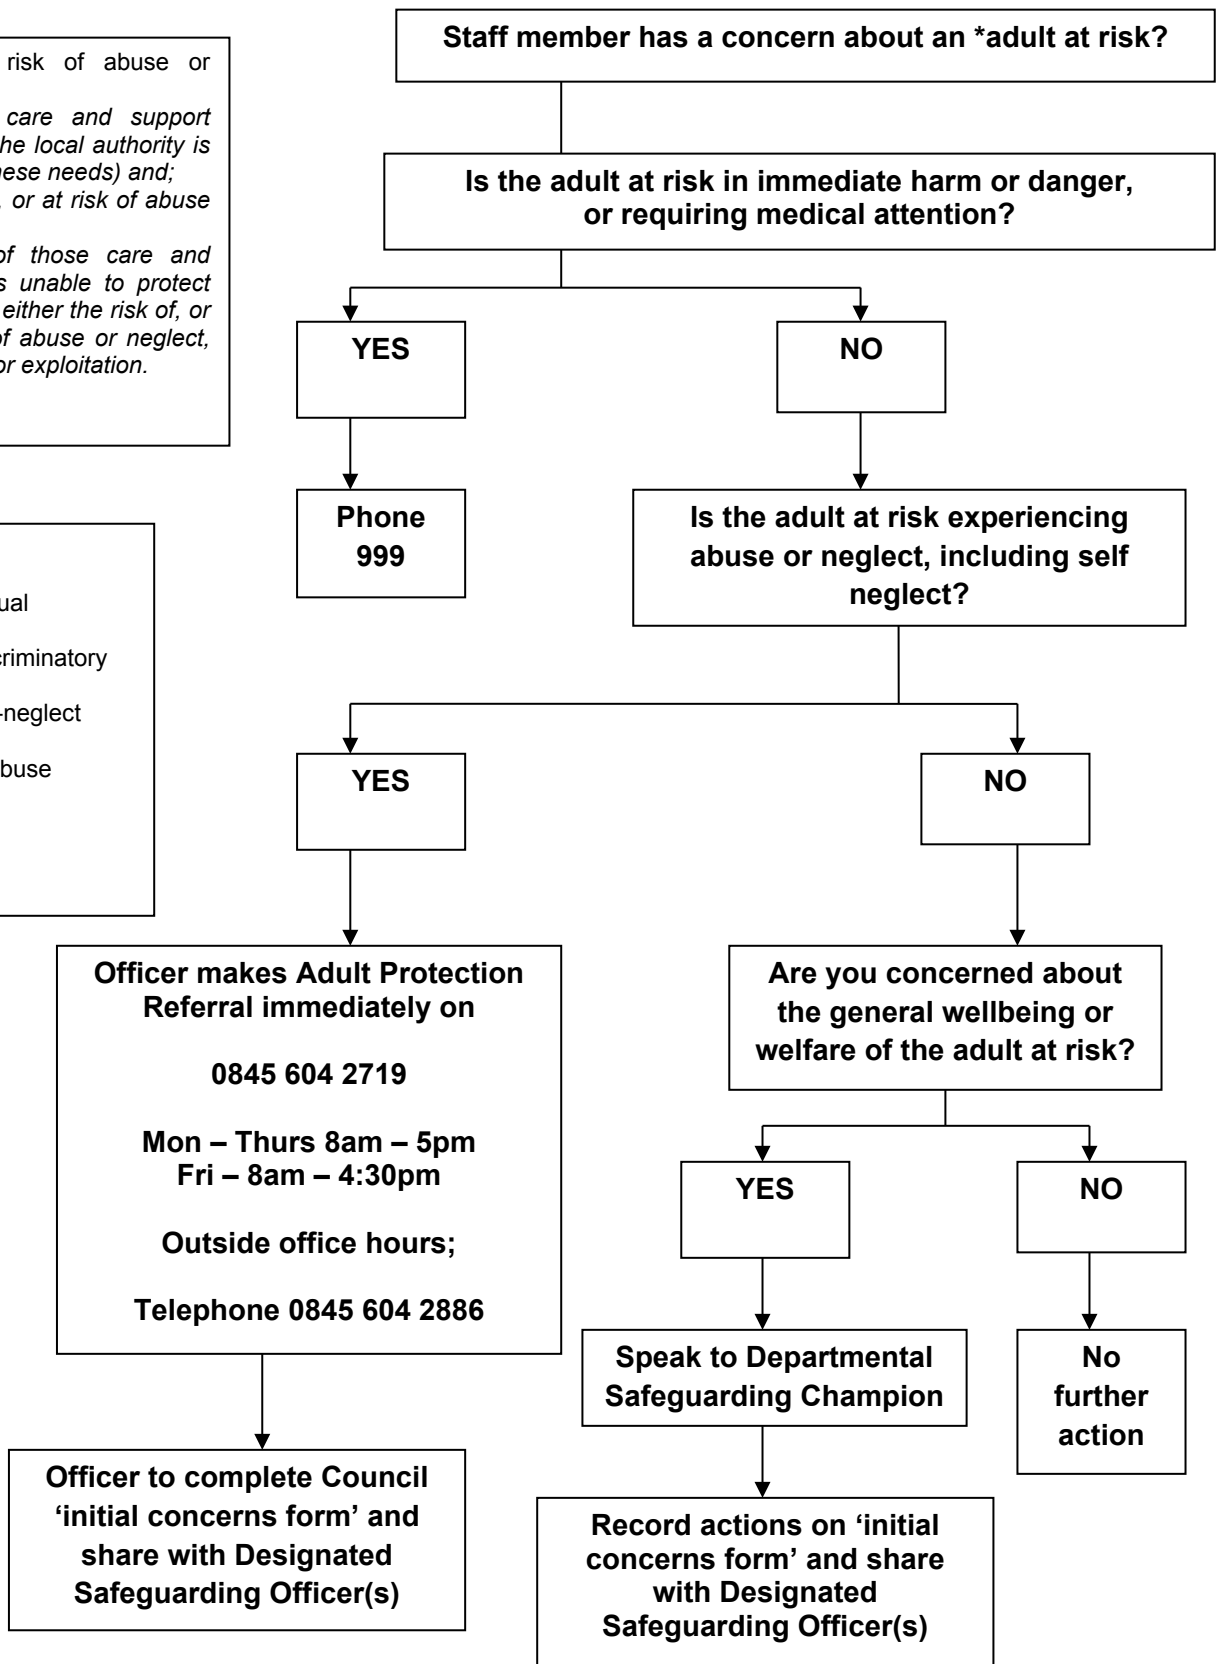 Staff member has a concern about an *adult at risk?
risk of abuse or
care and support
he local authority is
hese needs) and;
, or at risk of abuse
of those care and
s unable to protect
either the risk of, or
of abuse or neglect,
or exploitation.
Is the adult at risk in immediate harm or danger,
or requiring medical attention?
YES
NO
Phone
999
Is the adult at risk experiencing
abuse or neglect, including self
neglect?
ual
criminatory
-neglect
buse
YES
NO
Officer makes Adult Protection
Referral immediately on
0845 604 2719
Mon – Thurs 8am – 5pm
Fri – 8am – 4:30pm
Outside office hours;
Telephone 0845 604 2886
Are you concerned about
the general wellbeing or
welfare of the adult at risk?
YES
NO
Speak to Departmental
Safeguarding Champion
No
further
action
Officer to complete Council
‘initial concerns form’ and
share with Designated
Safeguarding Officer(s)
Record actions on ‘initial
concerns form’ and share
with Designated
Safeguarding Officer(s)